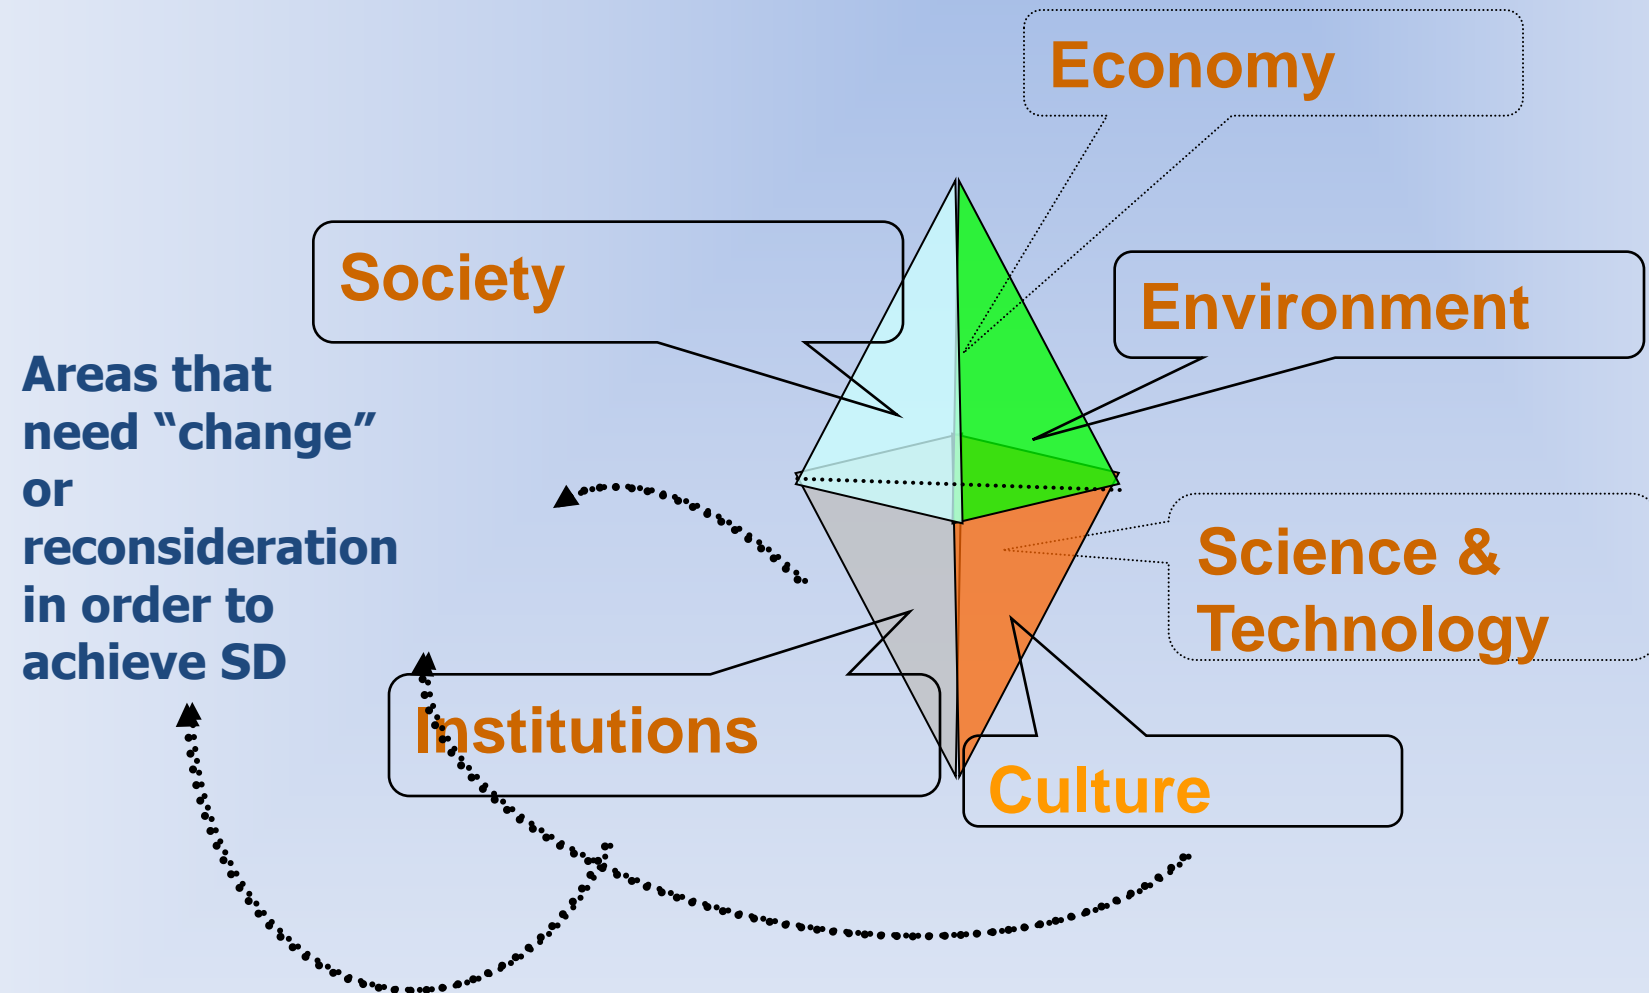 Economy
Society
Environment
Areas that
need “change”
or
reconsideration
in order to
achieve SD
Science &
Technology
Institutions
Culture